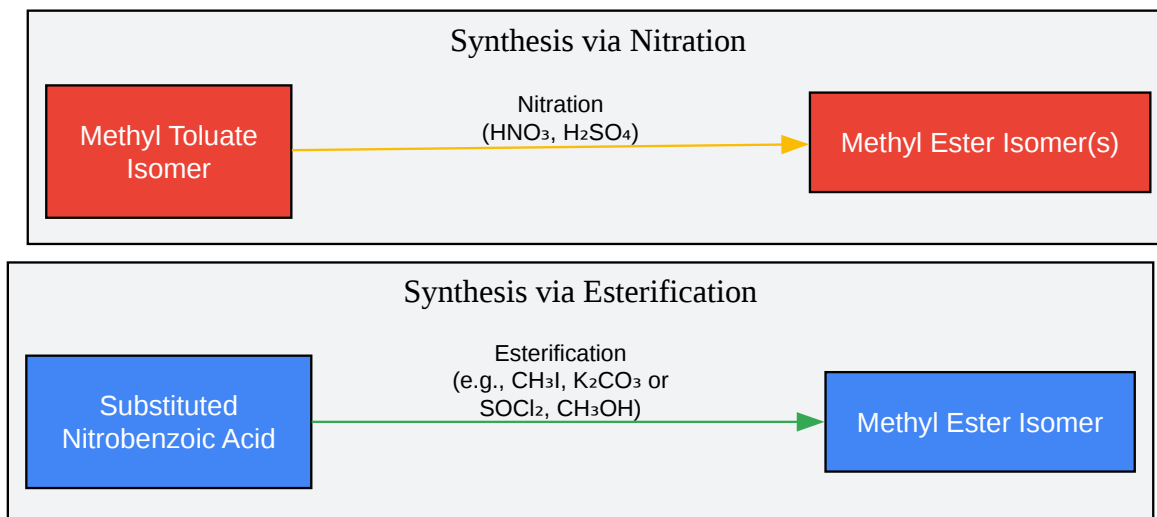 Synthesis via Nitration
Methyl Toluate
Isomer
Nitration
(HNO₃, H₂SO₄)
Methyl Ester Isomer(s)
Synthesis via Esterification
Substituted
Nitrobenzoic Acid
Esterification
(e.g., CH₃I, K₂CO₃ or
SOCl₂, CH₃OH)
Methyl Ester Isomer